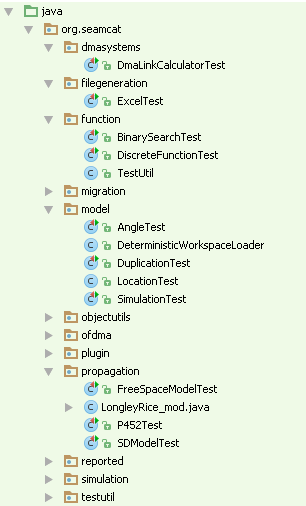 java
org.seamcat
dmasystems
DmaLinkCalculatorTest
filegeneration
ExcelTest
function
BinarySearchTest
DiscreteFunctionTest
TestUtil
migration
model
AngleTest
DeterministicWorkspaceLoader
DuplicationTest
LocationTest
SimulationTest
objectutils
ofdma
plugin
propagation
FreeSpaceModelTest
LongleyRice_mod.java
P452Test
SDModelTest
reported
simulation
testutil